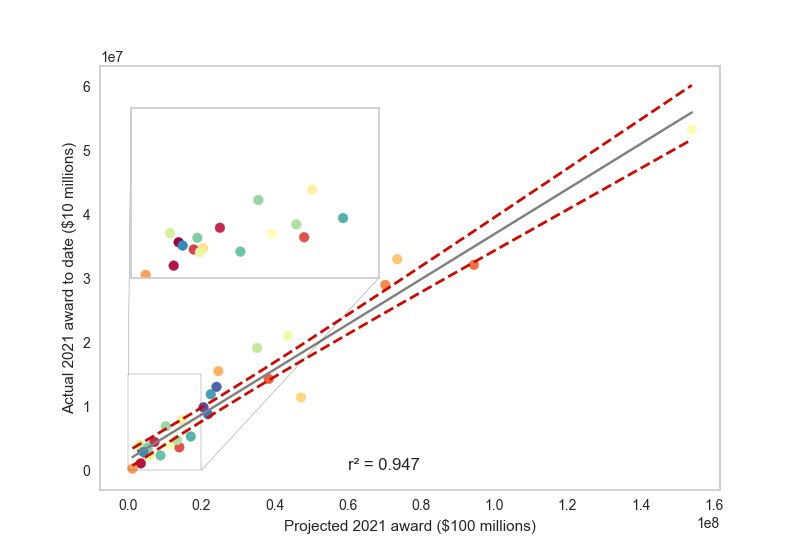 1e7
Actual 2021 award to date ($10 millions)
6
5
4
3
2
1
0
r² = 0.947
0.0 0.2 0.4 0.6 0.8 1.0 1.2 1.4 1.6
1e8
Projected 2021 award ($100 millions)